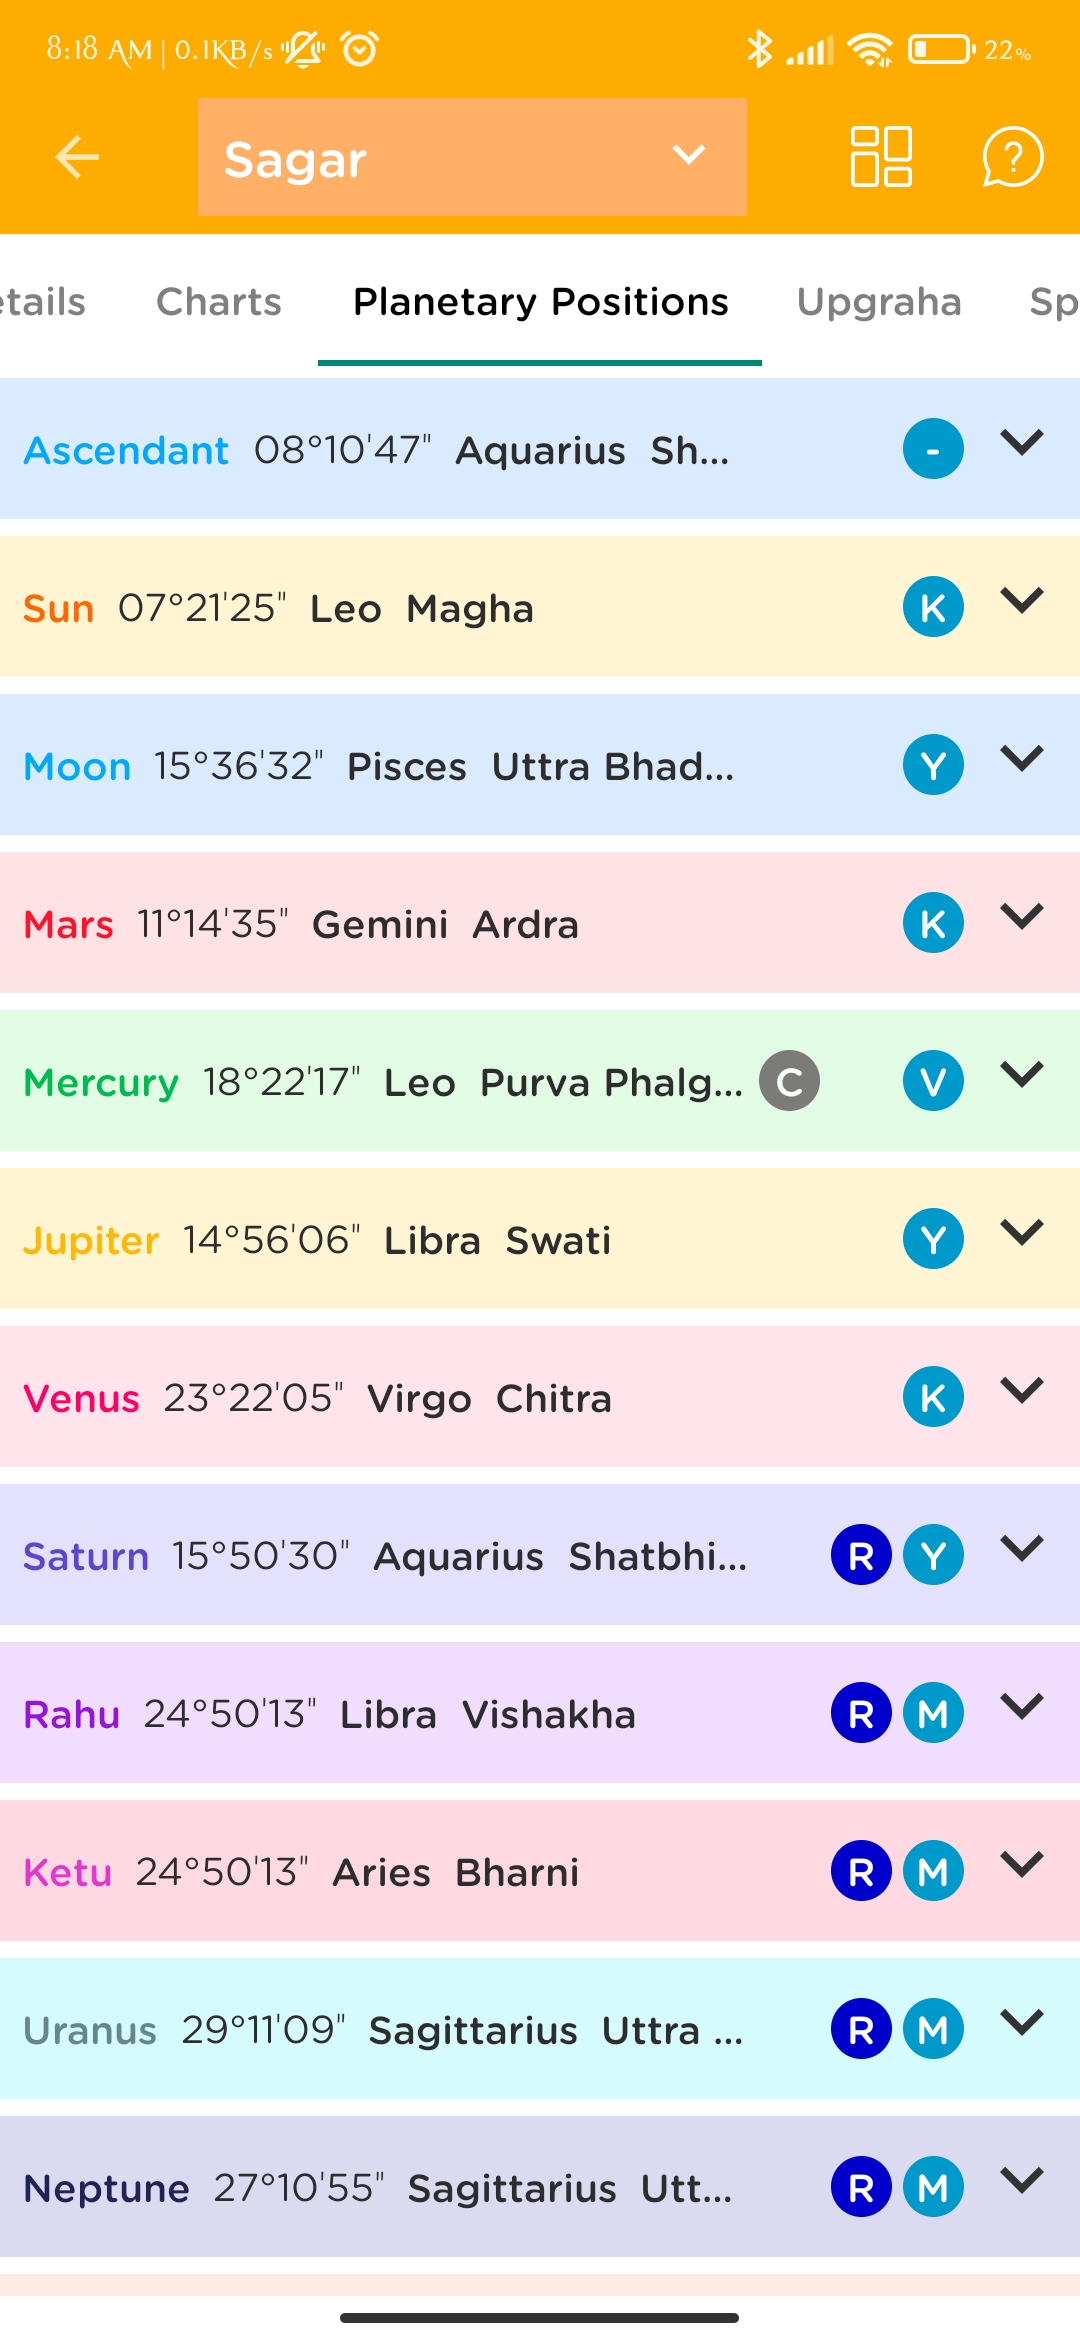 8:18 AM | 0.1KB/s 22%
Sagar
etails Charts Planetary Positions Upgraha Sp
Ascendant 08°10'47" Aquarius Sh... -
Sun 07°21'25" Leo Magha K
Moon 15°36'32" Pisces Uttra Bhad... Y
Mars 11°14'35" Gemini Ardra K
Mercury 18°22'17" Leo Purva Phalg... C V
Jupiter 14°56'06" Libra Swati Y
Venus 23°22'05" Virgo Chitra K
Saturn 15°50'30" Aquarius Shatbhi... R Y
Rahu 24°50'13" Libra Vishakha R M
Ketu 24°50'13" Aries Bharni R M
Uranus 29°11'09" Sagittarius Uttra ... R M
Neptune 27°10'55" Sagittarius Utt... R M